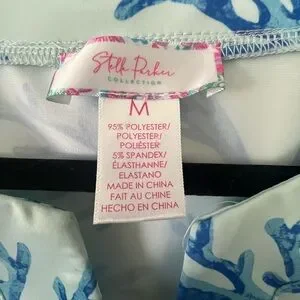 Stella Parker
COLLECTION
M
95% POLYESTER/
POLYESTER/
POLIÉSTER
5% SPANDEX/
ÉLASTHANNE/
ELASTANO
MADE IN CHINA
FAIT AU CHINE
HECHO EN CHINA